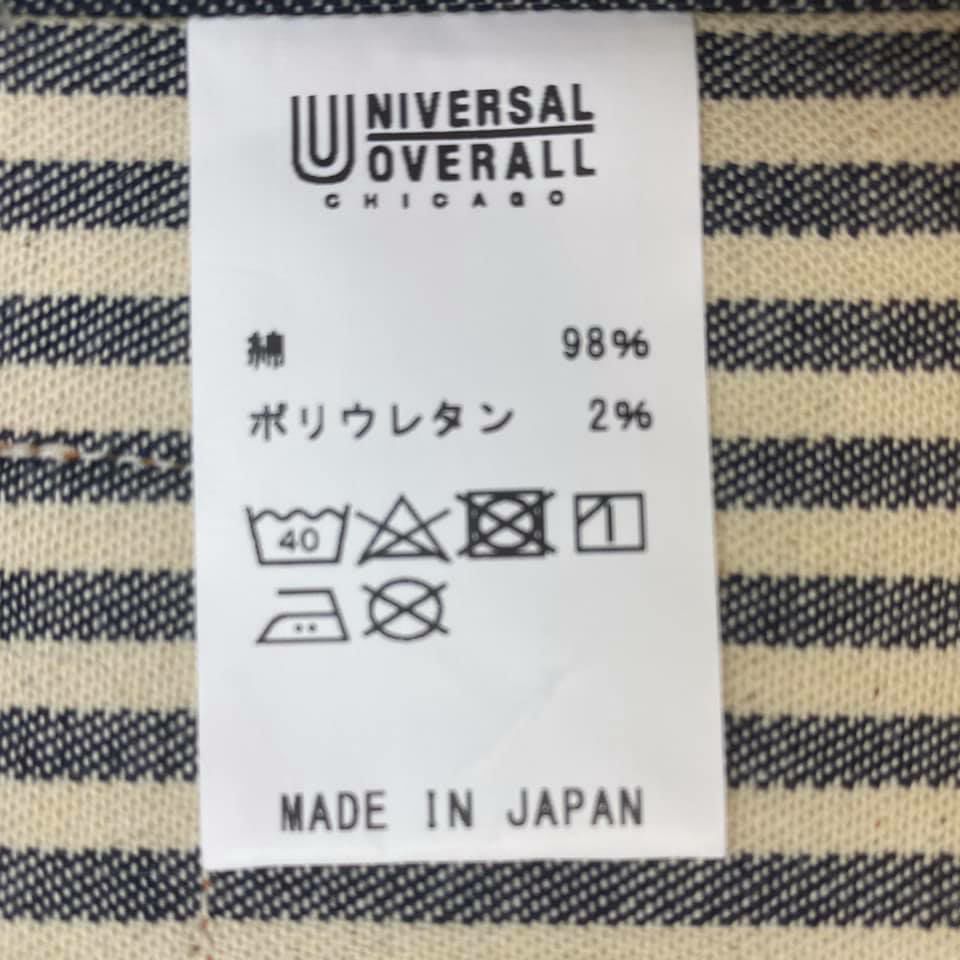 UNIVERSAL
OVERALL
CHICAGO
綿 98%
ポリウレタン 2%
40
MADE IN JAPAN